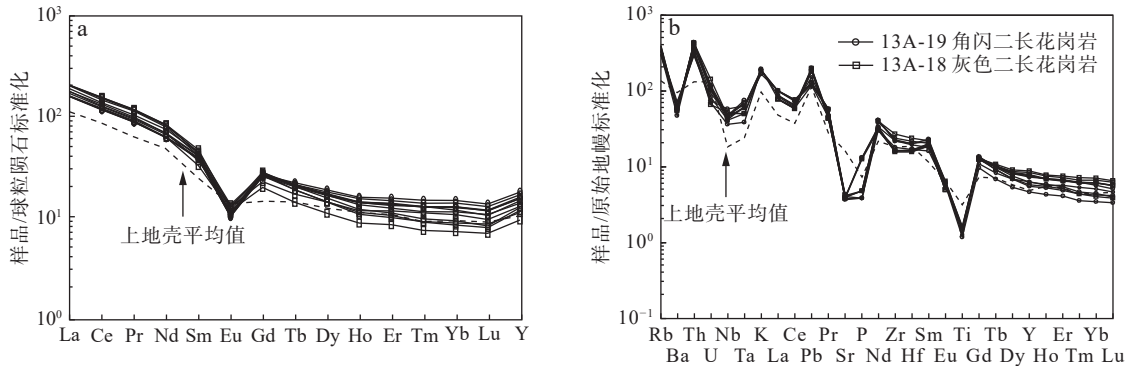 a
样品/球粒陨石标准化
10³
10²
10¹
10⁰
上地壳平均值
La Ce Pr Nd Sm Eu Gd Tb Dy Ho Er Tm Yb Lu Y
b
样品/原始地幔标准化
10³
10²
10¹
10⁰
10⁻¹
13A-19 角闪二长花岗岩
13A-18 灰色二长花岗岩
上地壳平均值
Rb Th Nb K Ce Pr P Zr Sm Ti Tb Y Er Yb
Ba U Ta La Pb Sr Nd Hf Eu Gd Dy Ho Tm Lu